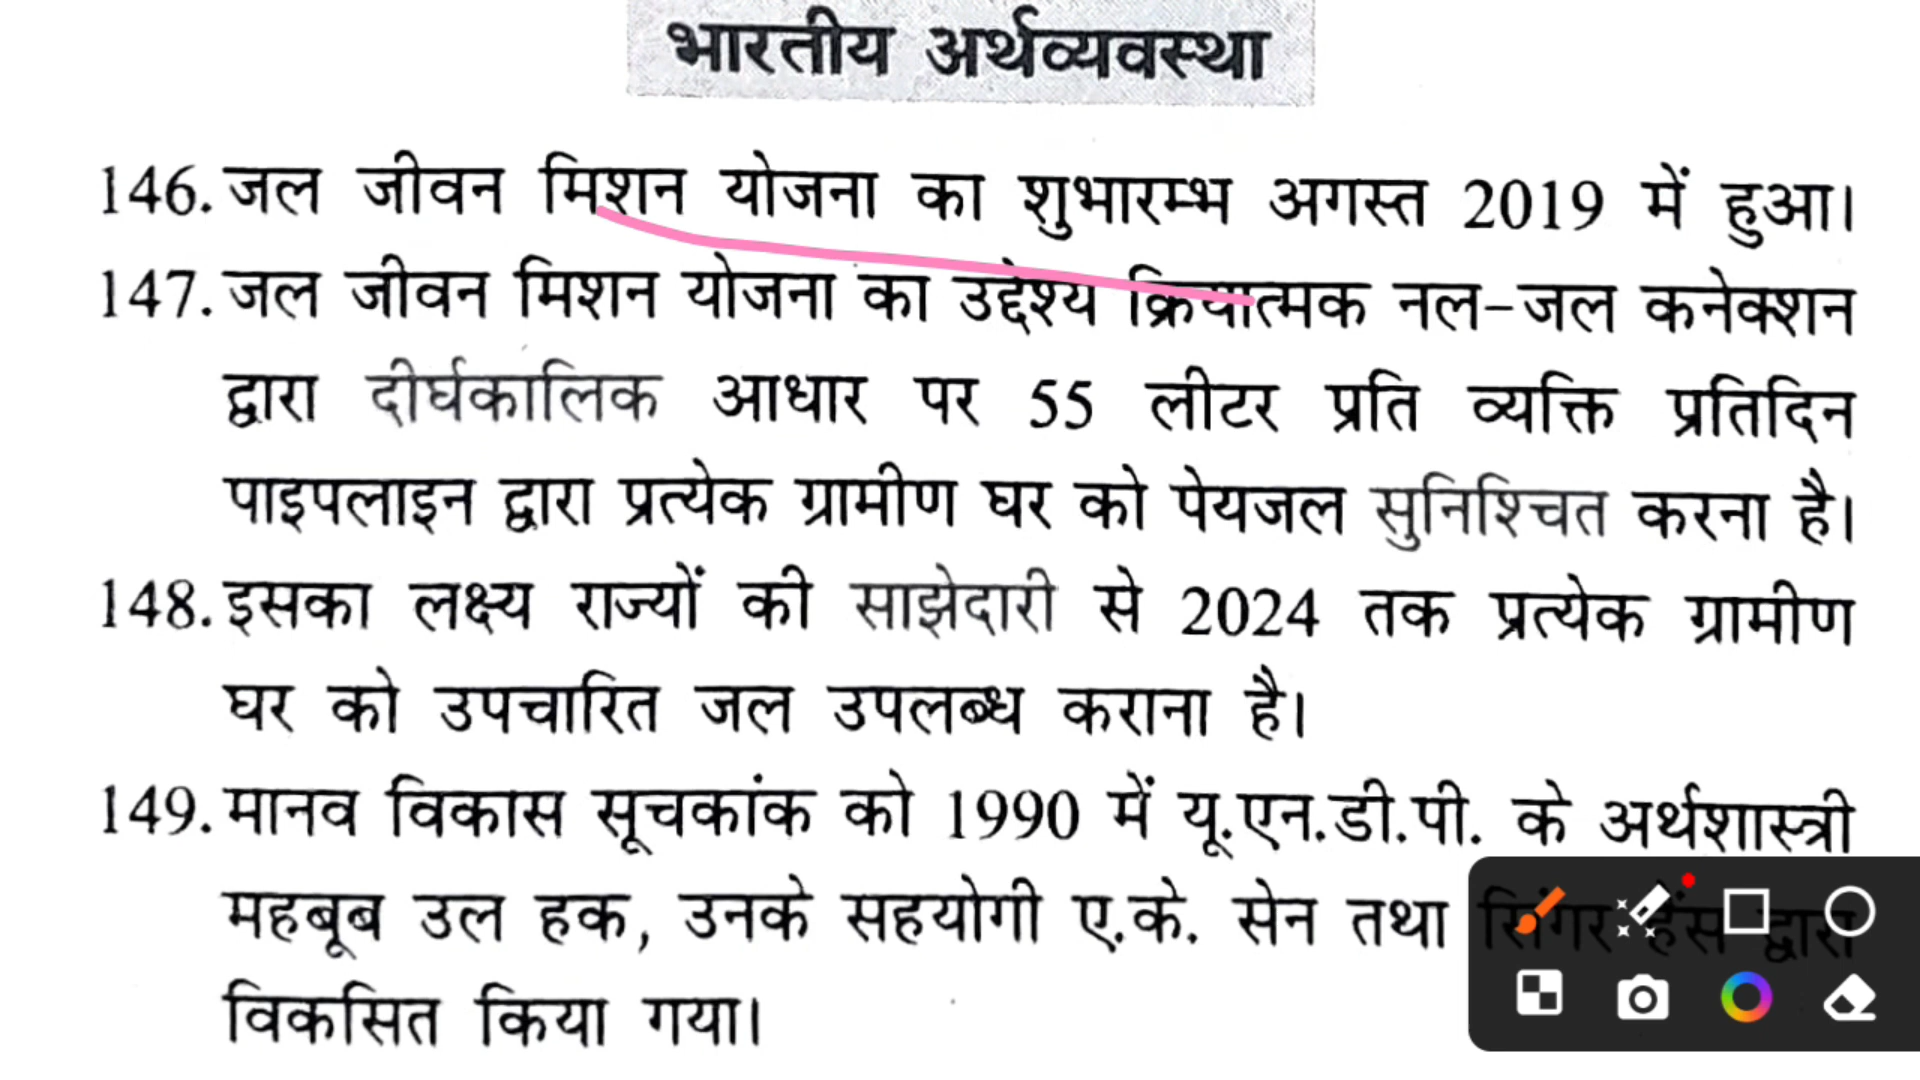 भारतीय अर्थव्यवस्था
146. जल जीवन मिशन योजना का शुभारम्भ अगस्त 2019 में हुआ।
147. जल जीवन मिशन योजना का उद्देश्य क्रियात्मक नल-जल कनेक्शन
द्वारा दीर्घकालिक आधार पर 55 लीटर प्रति व्यक्ति प्रतिदिन
पाइपलाइन द्वारा प्रत्येक ग्रामीण घर को पेयजल सुनिश्चित करना है।
148. इसका लक्ष्य राज्यों की साझेदारी से 2024 तक प्रत्येक ग्रामीण
घर को उपचारित जल उपलब्ध कराना है।
149. मानव विकास सूचकांक को 1990 में यू.एन.डी.पी. के अर्थशास्त्री
महबूब उल हक, उनके सहयोगी ए.के. सेन तथा सिंगर हंस द्वारा
विकसित किया गया।